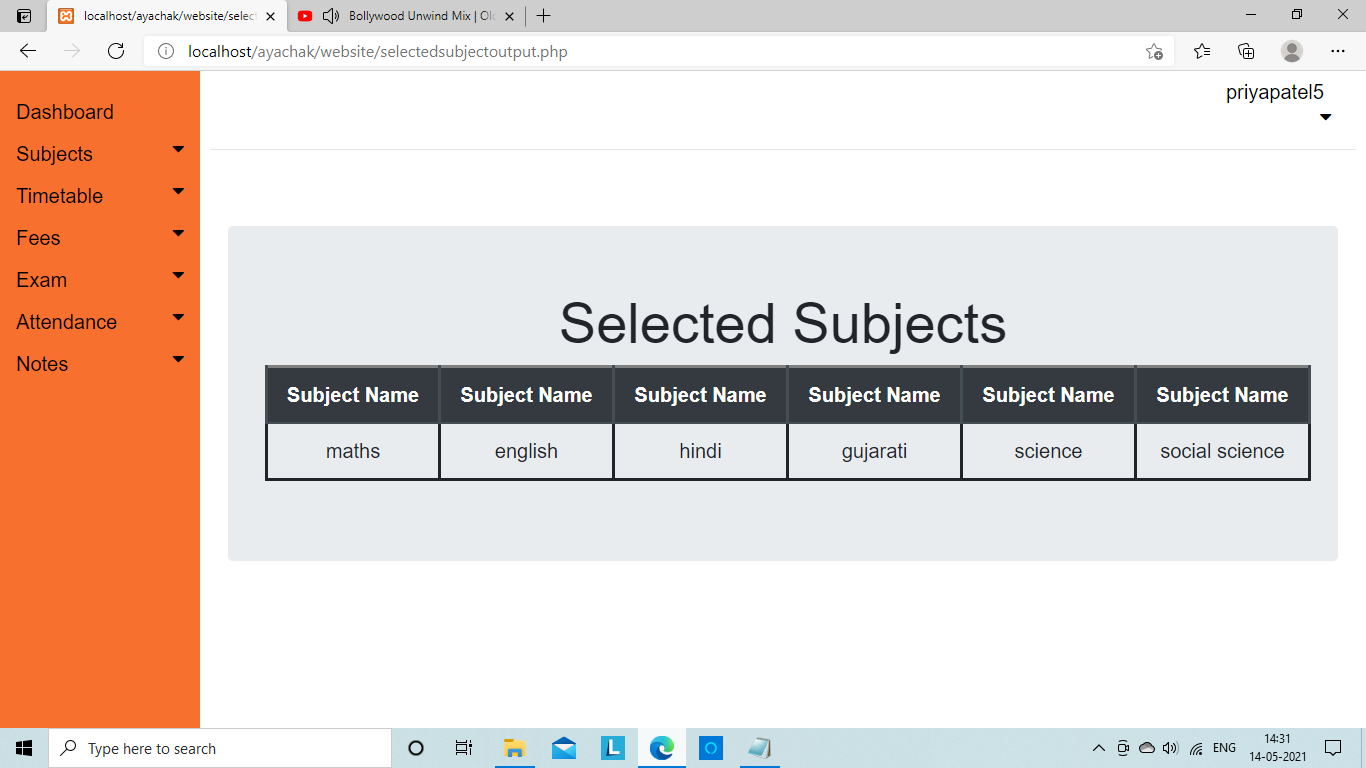 localhost/ayachak/website/selec
Bollywood Unwind Mix | Ol
localhost/ayachak/website/selectedsubjectoutput.php
priyapatel5
Dashboard
Subjects
Timetable
Fees
Exam
Attendance
Notes
Selected Subjects
Subject Name Subject Name Subject Name Subject Name Subject Name Subject Name
maths english hindi gujarati science social science
Type here to search
L
ENG
14:31
14-05-2021